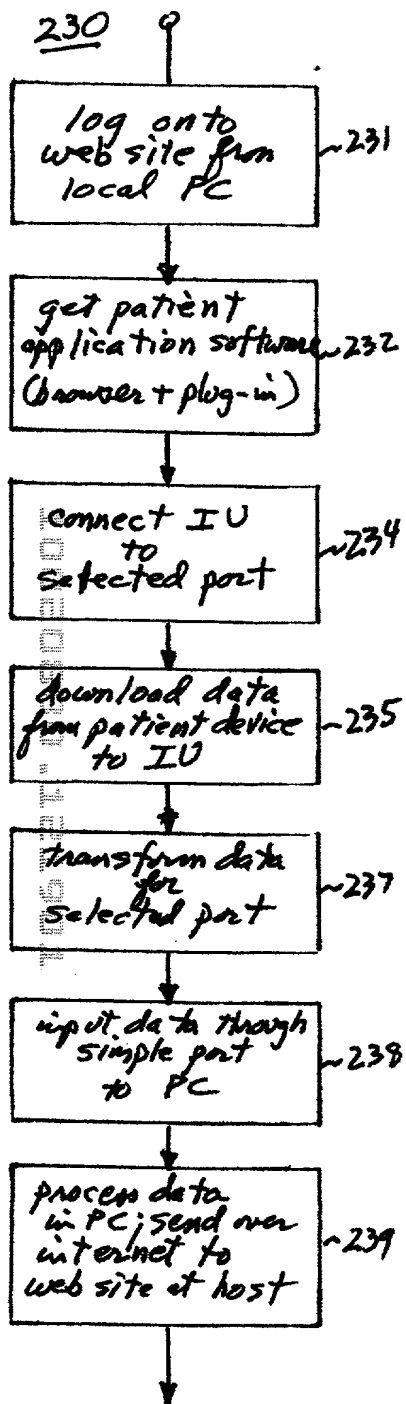 230
log onto
web site from
local PC
231
get patient
application software
(browser + plug-in)
232
connect IU
to
selected port
234
download data
from patient device
to IU
235
transform data
for
selected port
237
input data through
simple port
to PC
238
process data
in PC; send over
internet to
web site at host
239